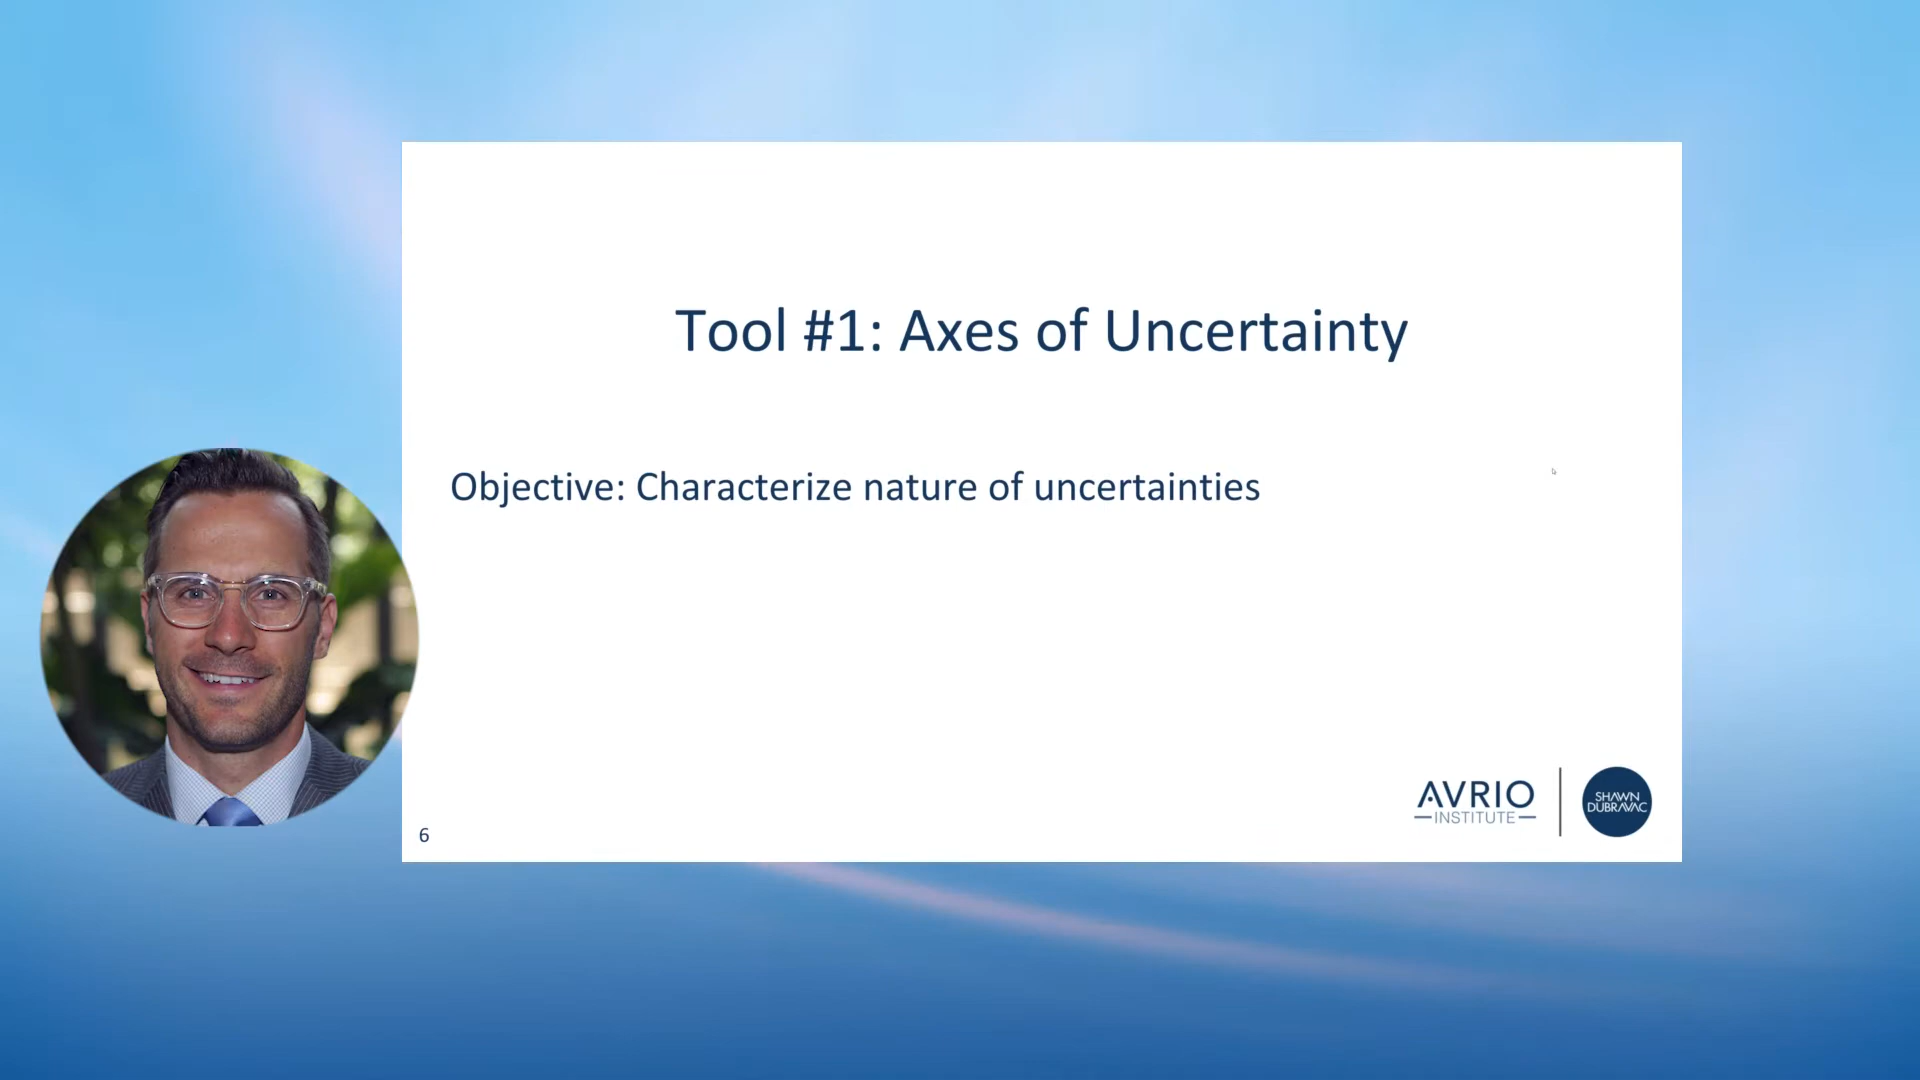 Tool #1: Axes of Uncertainty
Objective: Characterize nature of uncertainties
AVRIO
INSTITUTE
SHAWN
DUBRAVAC
6